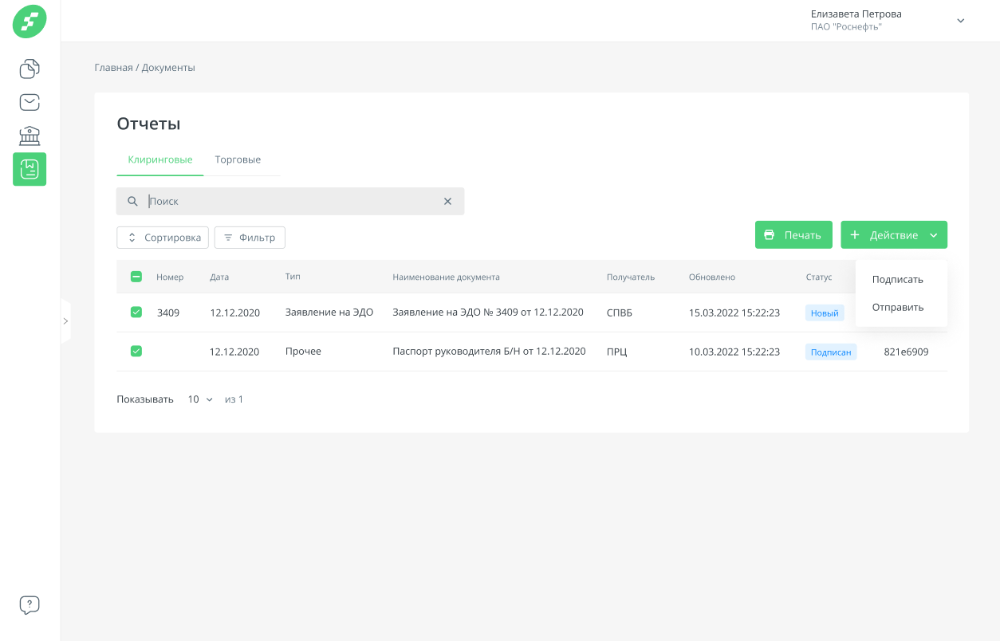 Елизавета Петрова
ПАО "Роснефть"
Главная / Документы
Отчеты
Клиринговые Торговые
Поиск
Сортировка Фильтр Печать Действие
Подписать
Отправить
Номер Дата Тип Наименование документа Получатель Обновлено Статус
3409 12.12.2020 Заявление на ЭДО Заявление на ЭДО № 3409 от 12.12.2020 СПВБ 15.03.2022 15:22:23 Новый
12.12.2020 Прочее Паспорт руководителя Б/Н от 12.12.2020 ПРЦ 10.03.2022 15:22:23 Подписан 821e6909
Показывать 10 из 1
?